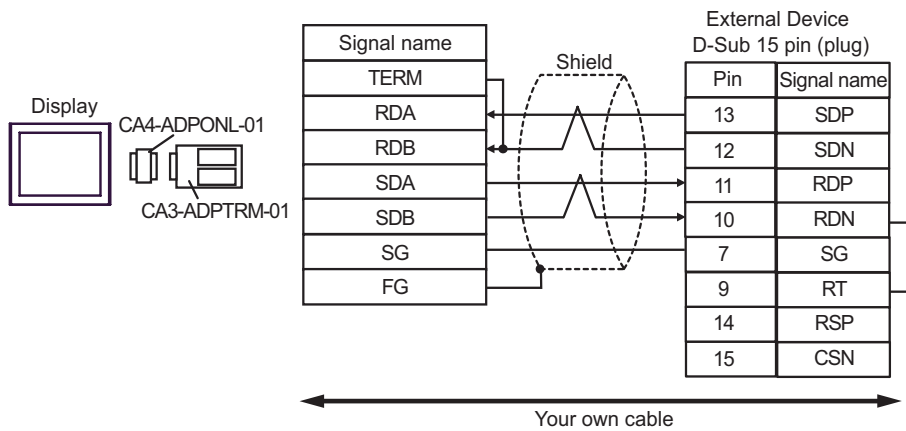 External Device
D-Sub 15 pin (plug)
Display
CA4-ADPONL-01
CA3-ADPTRM-01
Shield
Signal name
TERM
RDA
RDB
SDA
SDB
SG
FG
Pin Signal name
13 SDP
12 SDN
11 RDP
10 RDN
7 SG
9 RT
14 RSP
15 CSN
Your own cable